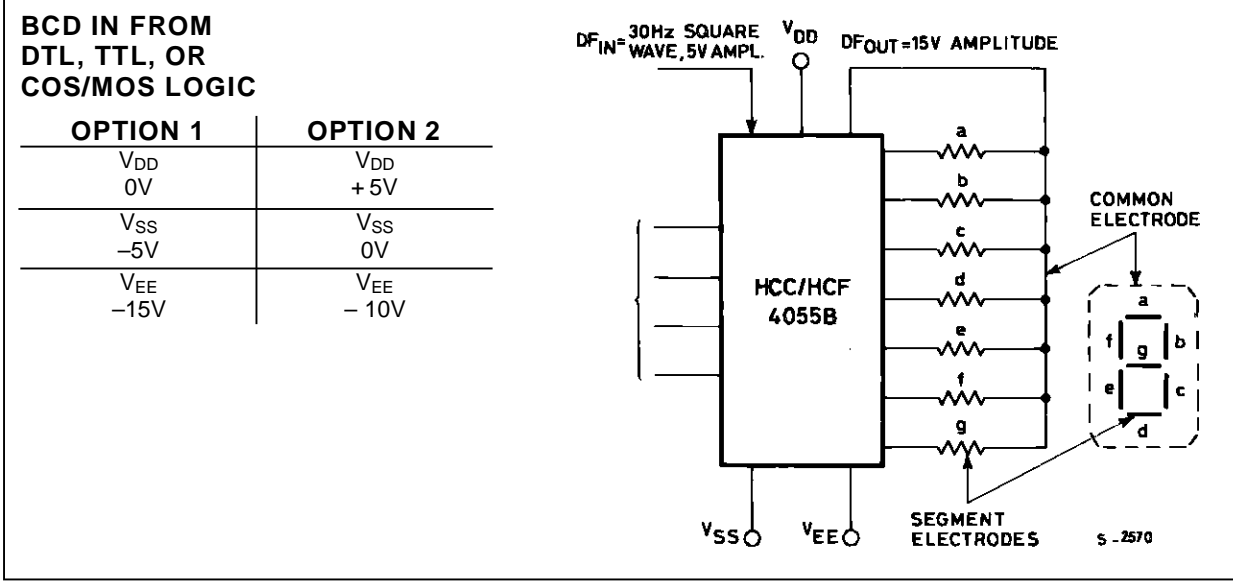 BCD IN FROM
DTL, TTL, OR
COS/MOS LOGIC
OPTION 1 OPTION 2
VDD VDD
0V + 5V
VSS VSS
–5V 0V
VEE VEE
–15V – 10V
DFIN= 30Hz SQUARE
WAVE, 5V AMPL.
VDD
DFOUT=15V AMPLITUDE
a
b
c
d
e
f
g
HCC/HCF
4055B
COMMON
ELECTRODE
a
f g b
e c
d
VSS
VEE
SEGMENT
ELECTRODES
S-2570